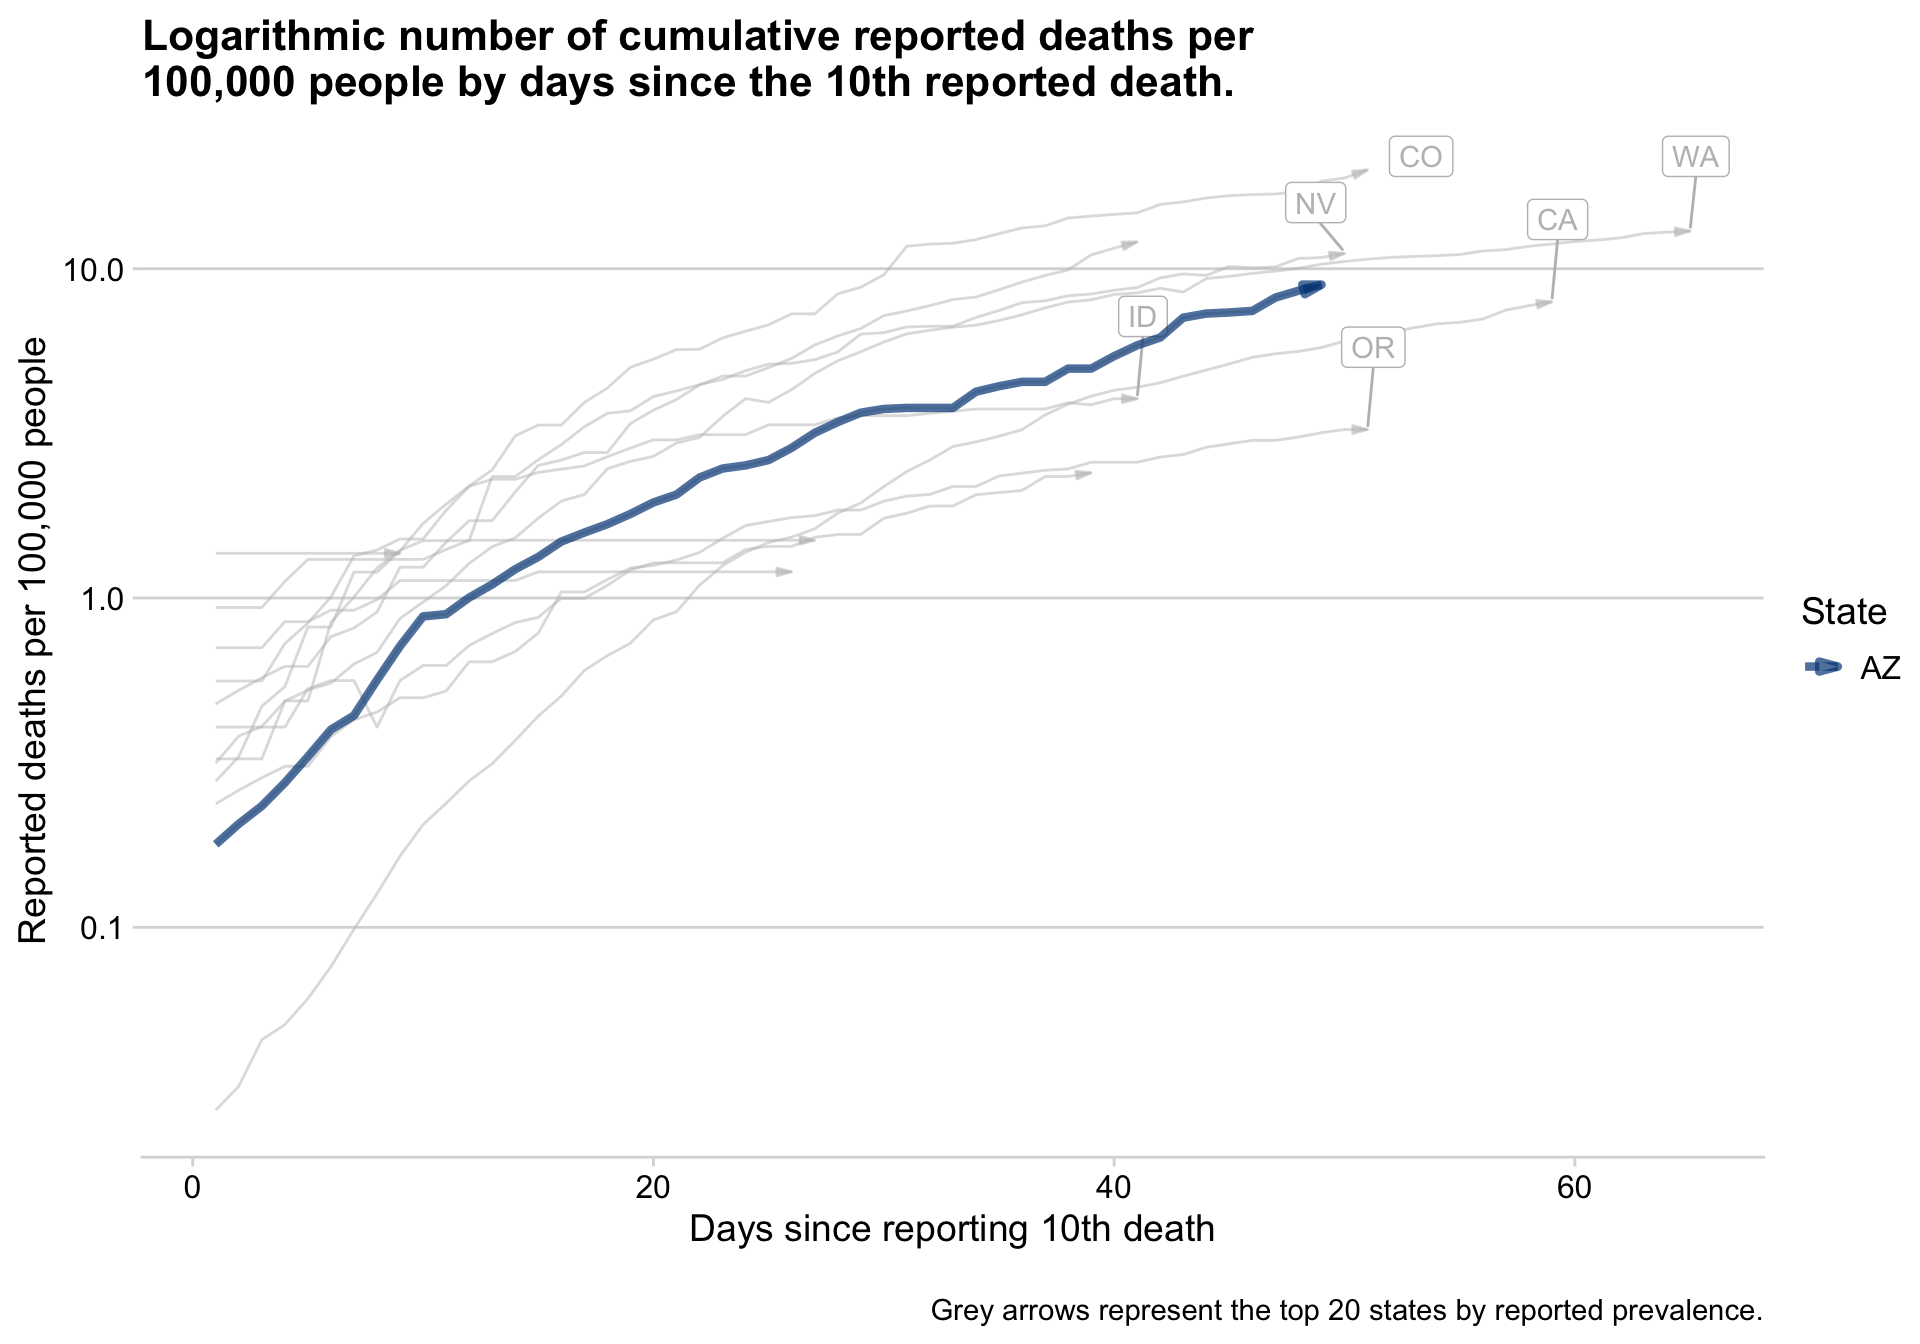 Logarithmic number of cumulative reported deaths per
100,000 people by days since the 10th reported death.
CO
WA
NV
CA
10.0
ID
OR
1.0
0.1
Reported deaths per 100,000 people
State
AZ
0
20
40
60
Days since reporting 10th death
Grey arrows represent the top 20 states by reported prevalence.